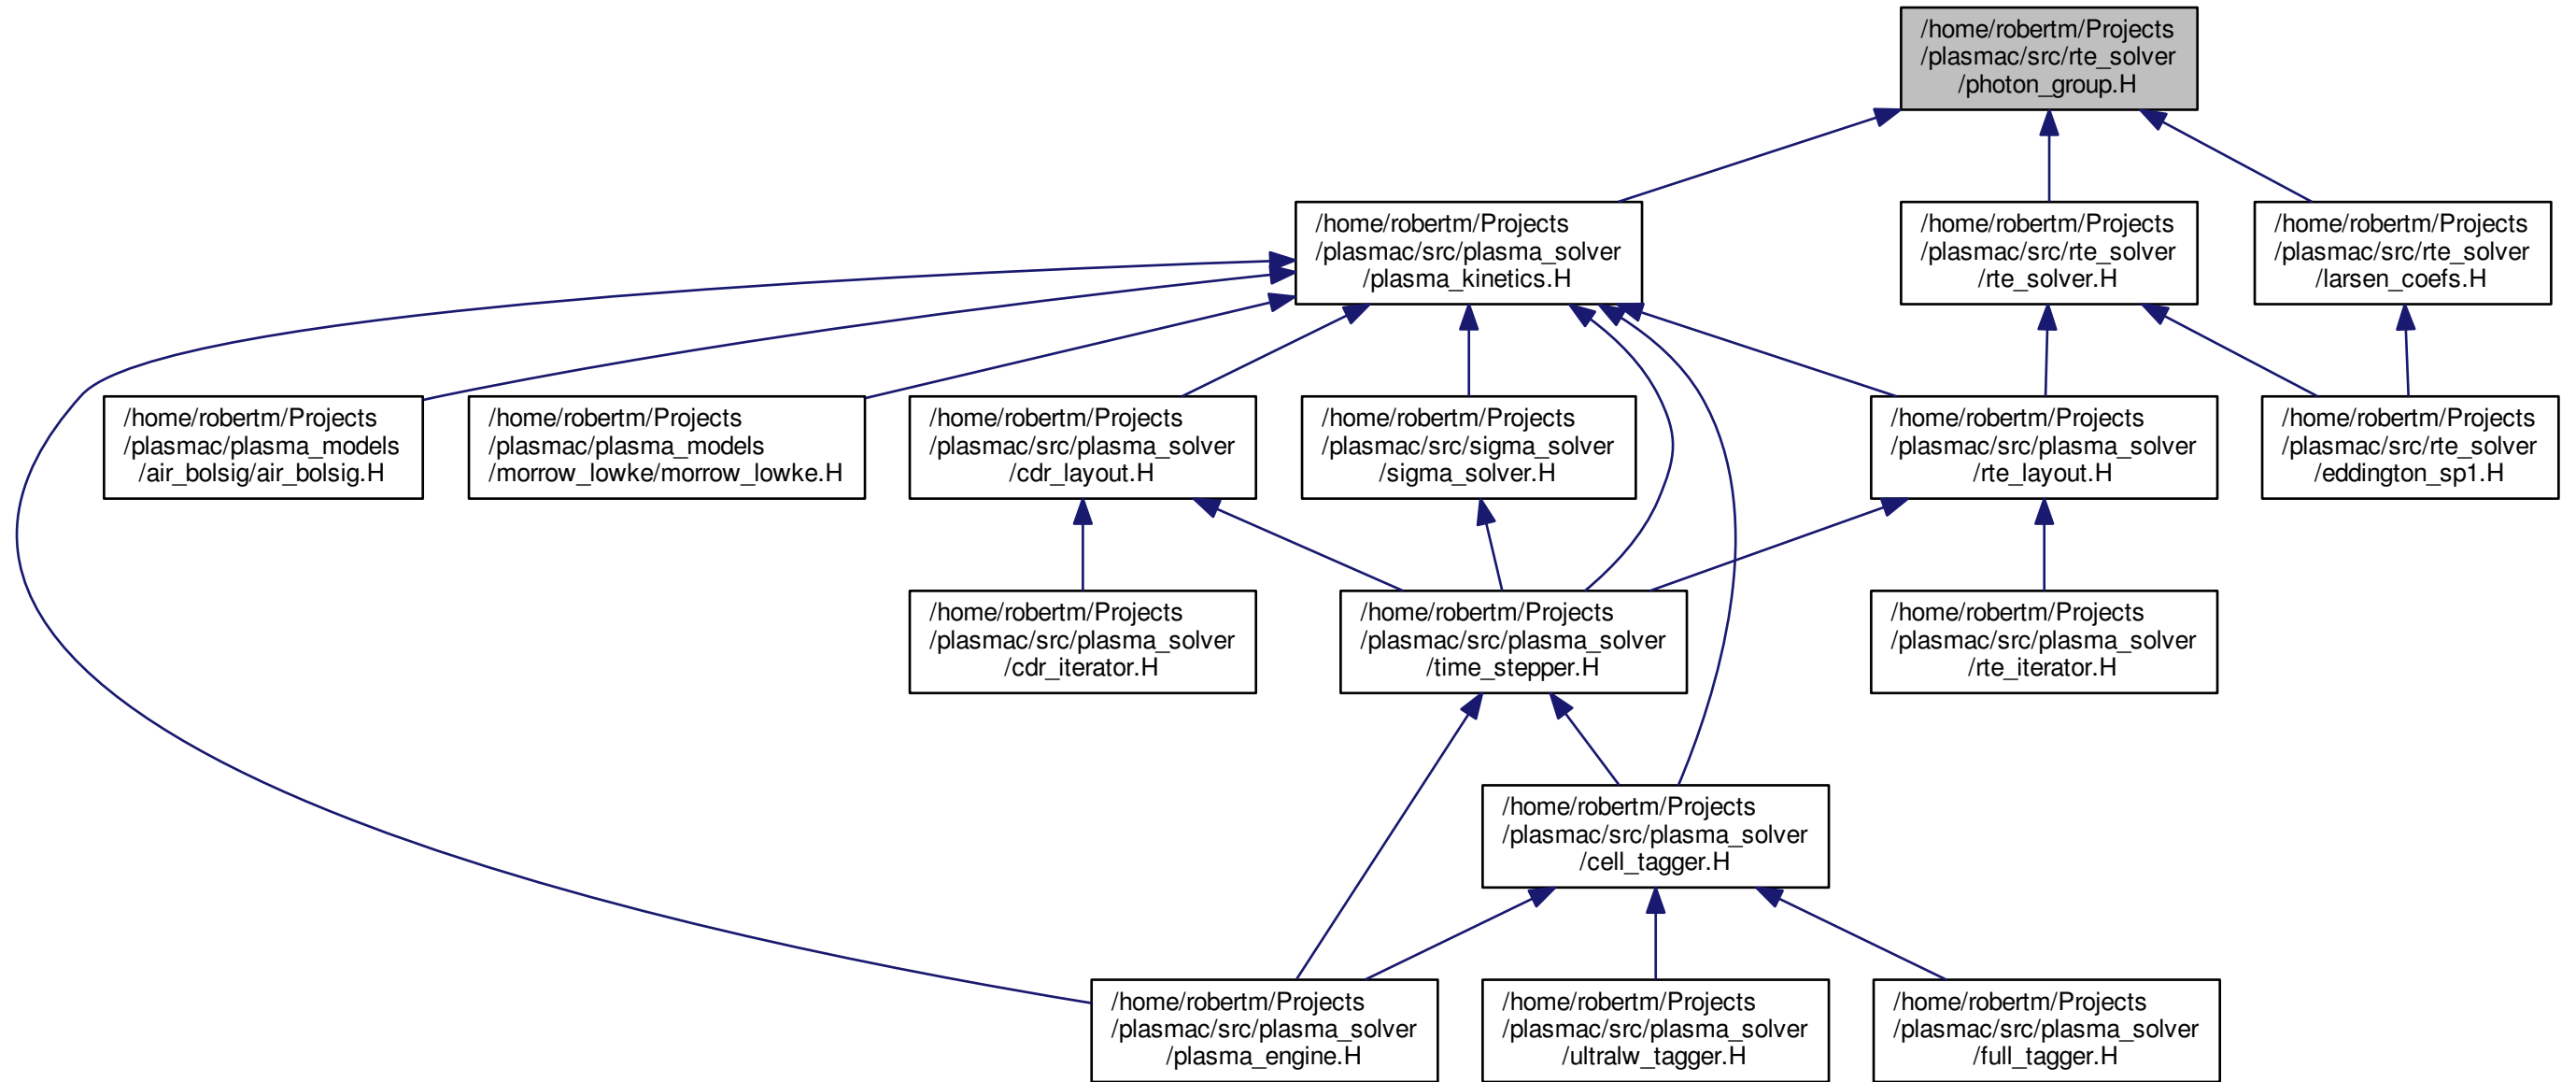 /home/robertm/Projects
/plasmac/src/rte_solver
/photon_group.H
/home/robertm/Projects
/plasmac/src/plasma_solver
/plasma_kinetics.H
/home/robertm/Projects
/plasmac/src/rte_solver
/rte_solver.H
/home/robertm/Projects
/plasmac/src/rte_solver
/larsen_coefs.H
/home/robertm/Projects
/plasmac/plasma_models
/air_bolsig/air_bolsig.H
/home/robertm/Projects
/plasmac/plasma_models
/morrow_lowke/morrow_lowke.H
/home/robertm/Projects
/plasmac/src/plasma_solver
/cdr_layout.H
/home/robertm/Projects
/plasmac/src/sigma_solver
/sigma_solver.H
/home/robertm/Projects
/plasmac/src/plasma_solver
/rte_layout.H
/home/robertm/Projects
/plasmac/src/rte_solver
/eddington_sp1.H
/home/robertm/Projects
/plasmac/src/plasma_solver
/cdr_iterator.H
/home/robertm/Projects
/plasmac/src/plasma_solver
/time_stepper.H
/home/robertm/Projects
/plasmac/src/plasma_solver
/rte_iterator.H
/home/robertm/Projects
/plasmac/src/plasma_solver
/cell_tagger.H
/home/robertm/Projects
/plasmac/src/plasma_solver
/plasma_engine.H
/home/robertm/Projects
/plasmac/src/plasma_solver
/ultralw_tagger.H
/home/robertm/Projects
/plasmac/src/plasma_solver
/full_tagger.H